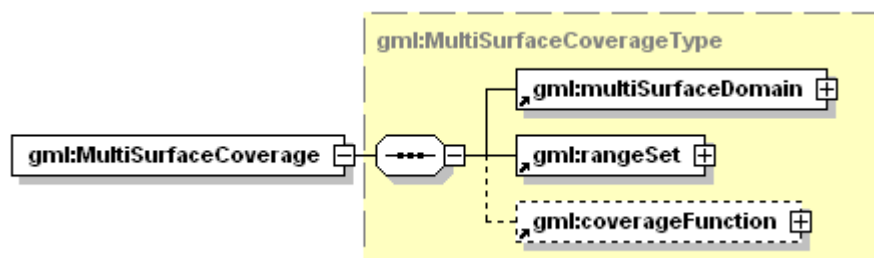 gml:MultiSurfaceCoverageType
gml:multiSurfaceDomain
gml:MultiSurfaceCoverage
gml:rangeSet
gml:coverageFunction